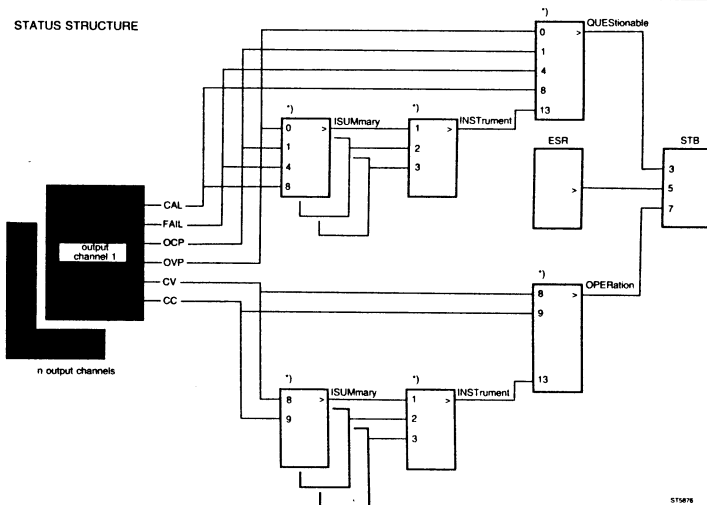 STATUS STRUCTURE
*)
0 > QUEStionable
1
4
8
13
*)
0 > ISUMmary
1
4
8
*)
1 > INSTrument
2
3
ESR
>
STB
3
5
7
output
channel 1
CAL
FAIL
OCP
OVP
CV
CC
n output channels
*)
8 > OPERation
9
13
*)
8 > ISUMmary
9
*)
1 > INSTrument
2
3
ST5876